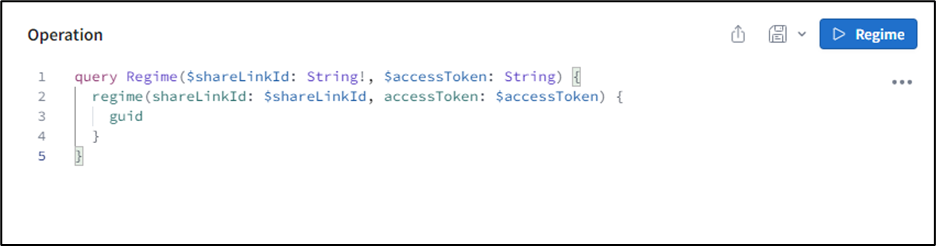 Operation
Regime
1 query Regime($shareLinkId: String!, $accessToken: String) {
2 regime(shareLinkId: $shareLinkId, accessToken: $accessToken) {
3 guid
4 }
5 }